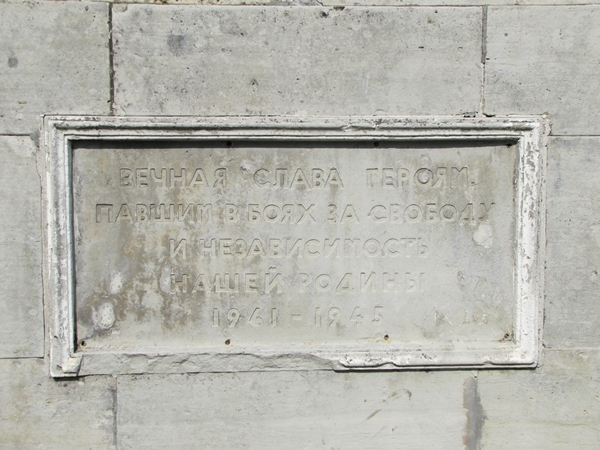 ВЕЧНАЯ СЛАВА ГЕРОЯМ,
ПАВШИМ В БОЯХ ЗА СВОБОДУ
И НЕЗАВИСИМОСТЬ
НАШЕЙ РОДИНЫ
1941-1945